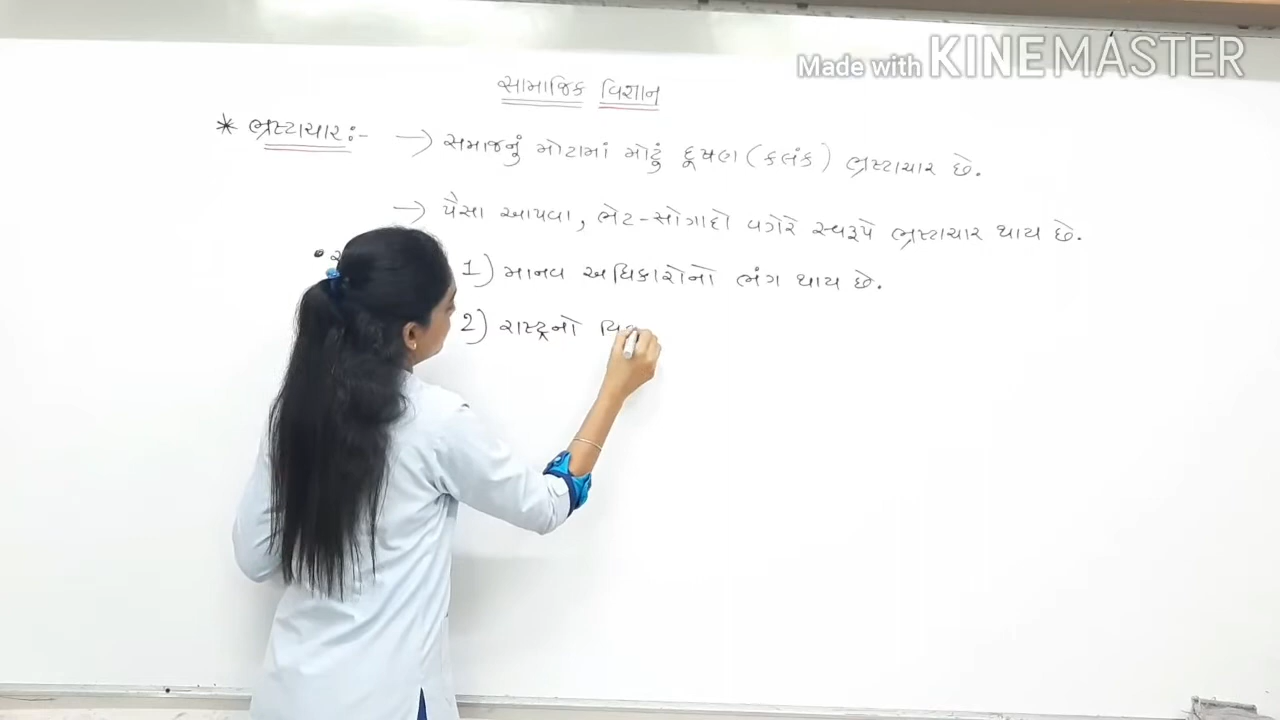 Made with KINEMASTER
સામાજિક વિજ્ઞાન
* ભ્રષ્ટાચાર :- → સમાજનું મોટામાં મોટું દૂષણ (કલંક) ભ્રષ્ટાચાર છે.
→ પૈસા આપવા, ભેટ-સોગાદો વગેરે સ્વરૂપે ભ્રષ્ટાચાર થાય છે.
1) માનવ અધિકારોનો ભંગ થાય છે.
2) રાષ્ટ્રનો